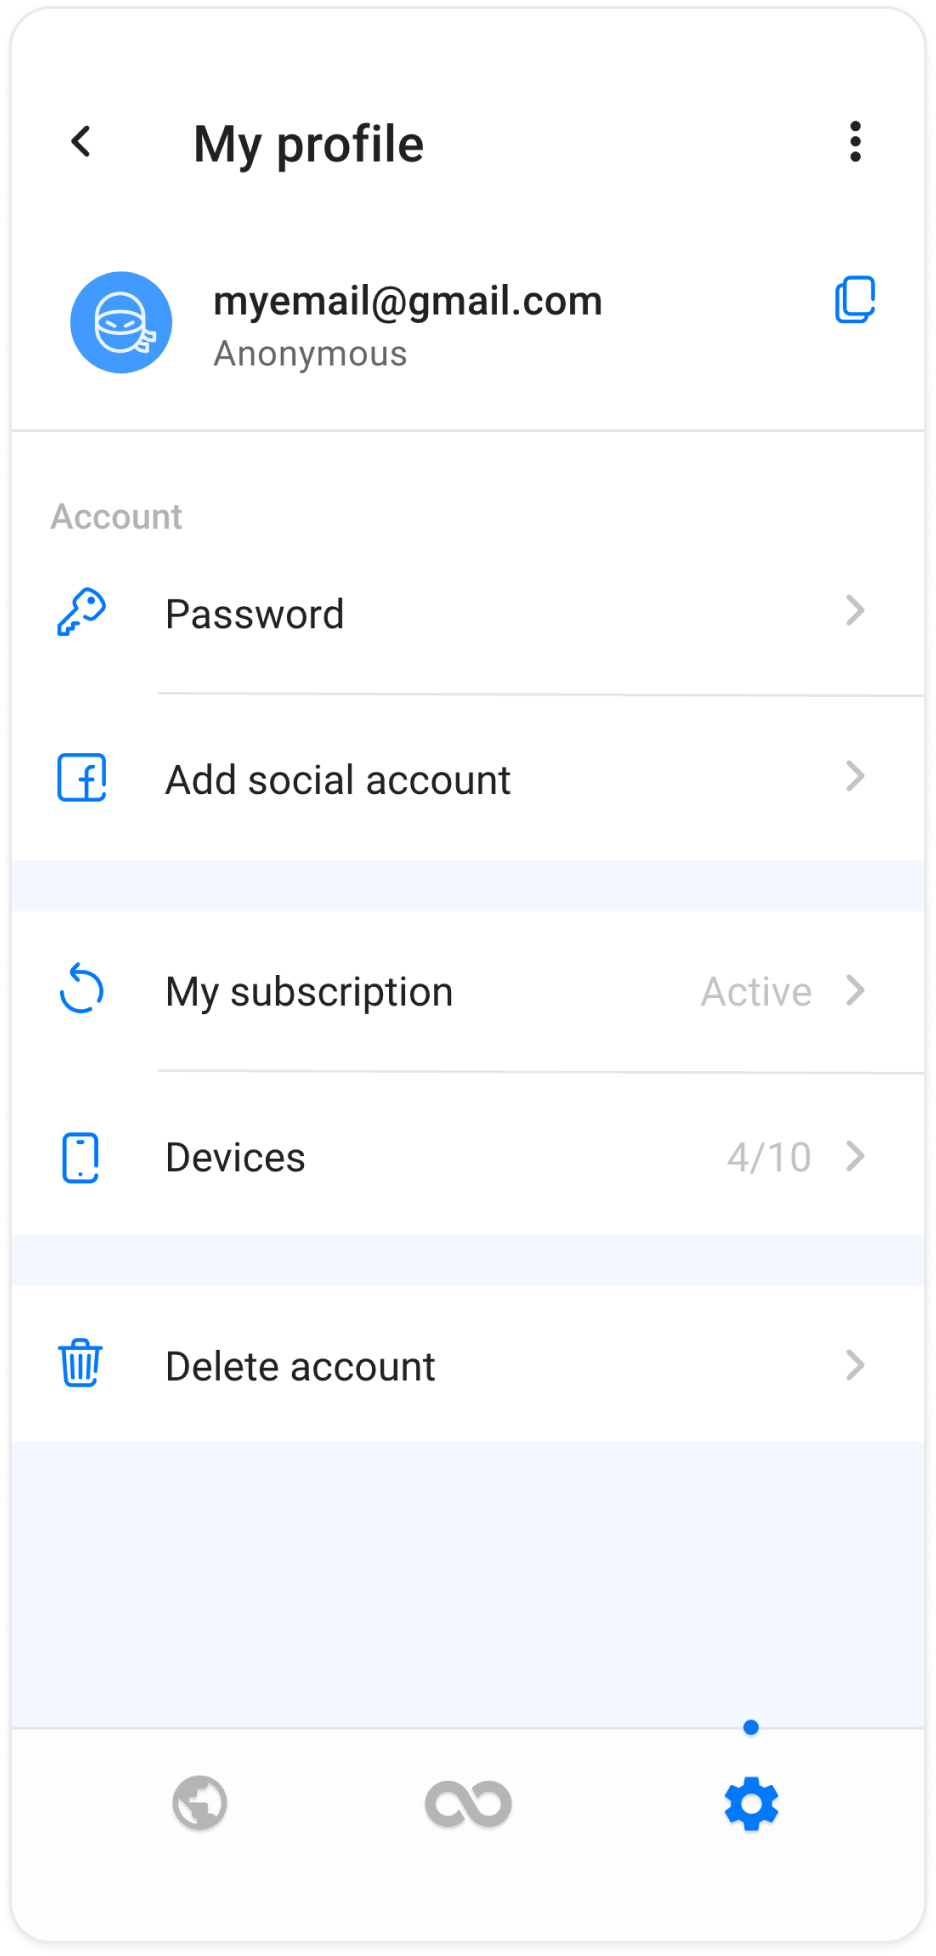 My profile
myemail@gmail.com
Anonymous
Account
Password
Add social account
My subscription Active
Devices 4/10
Delete account